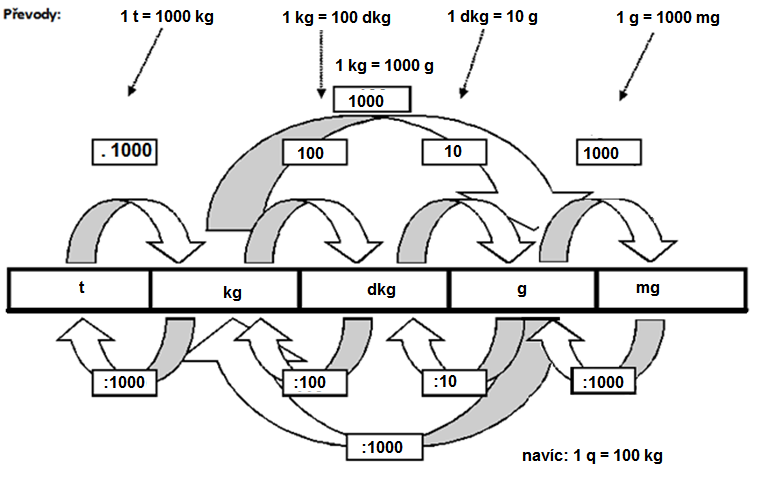 Převody:
1 t = 1000 kg
1 kg = 100 dkg
1 dkg = 10 g
1 g = 1000 mg
1 kg = 1000 g
1000
. 1000
100
10
1000
t
kg
dkg
g
mg
:1000
:100
:10
:1000
:1000
navíc: 1 q = 100 kg